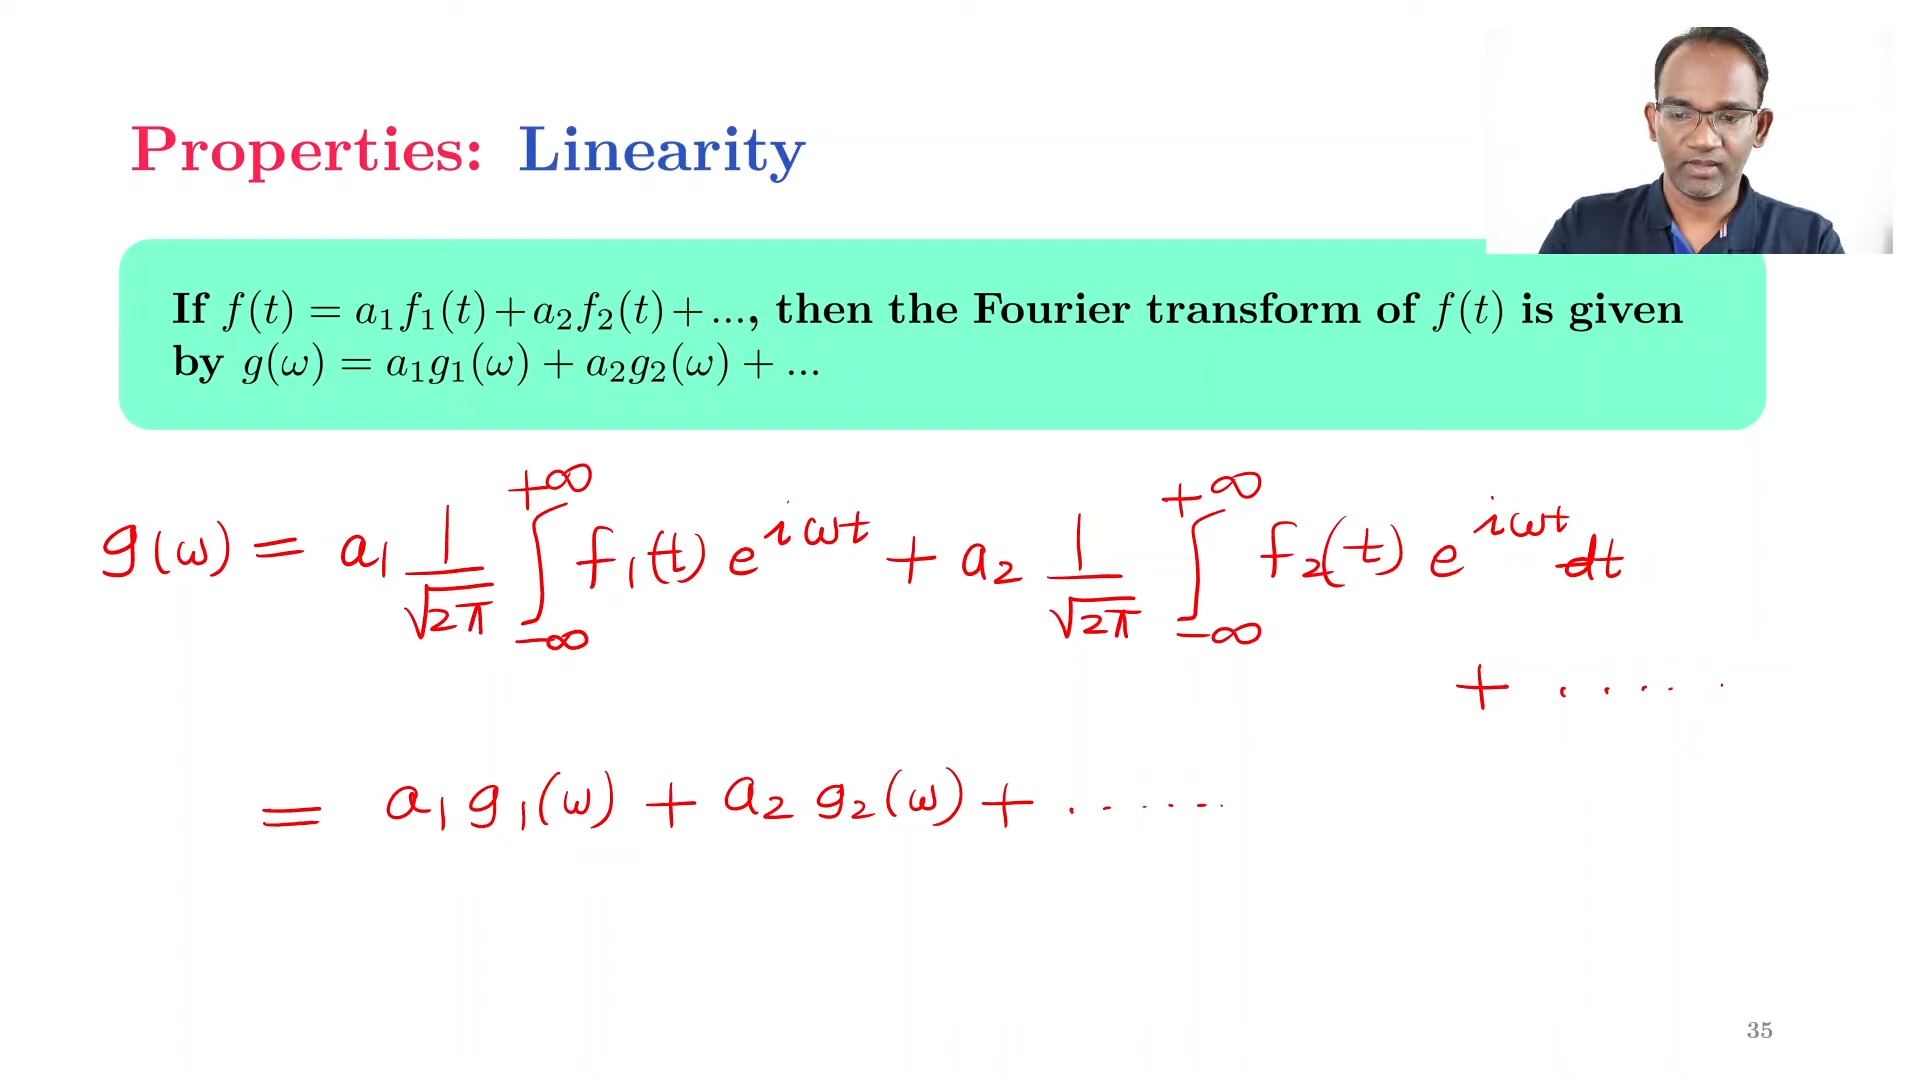 Properties: Linearity
If f(t) = a₁f₁(t)+a₂f₂(t)+..., then the Fourier transform of f(t) is given
by g(ω) = a₁g₁(ω) + a₂g₂(ω) + ...
g(ω) = a₁ 1/√2π ∫_{-∞}^{+∞} f₁(t) e^{iωt} + a₂ 1/√2π ∫_{-∞}^{+∞} f₂(t) e^{iωt} dt
+ .....
= a₁ g₁(ω) + a₂ g₂(ω) + ......
35